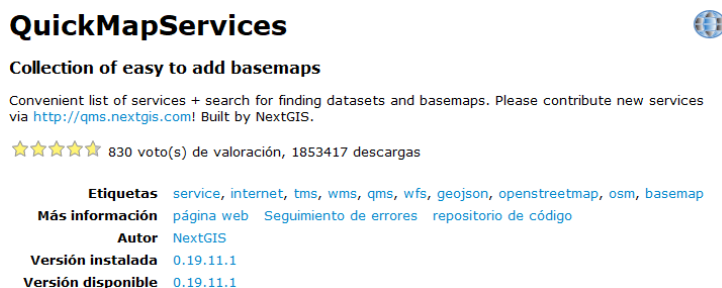 QuickMapServices
Collection of easy to add basemaps
Convenient list of services + search for finding datasets and basemaps. Please contribute new services
via http://qms.nextgis.com! Built by NextGIS.
830 voto(s) de valoración, 1853417 descargas
Etiquetas service, internet, tms, wms, qms, wfs, geojson, openstreetmap, osm, basemap
Más información página web Seguimiento de errores repositorio de código
Autor NextGIS
Versión instalada 0.19.11.1
Versión disponible 0.19.11.1